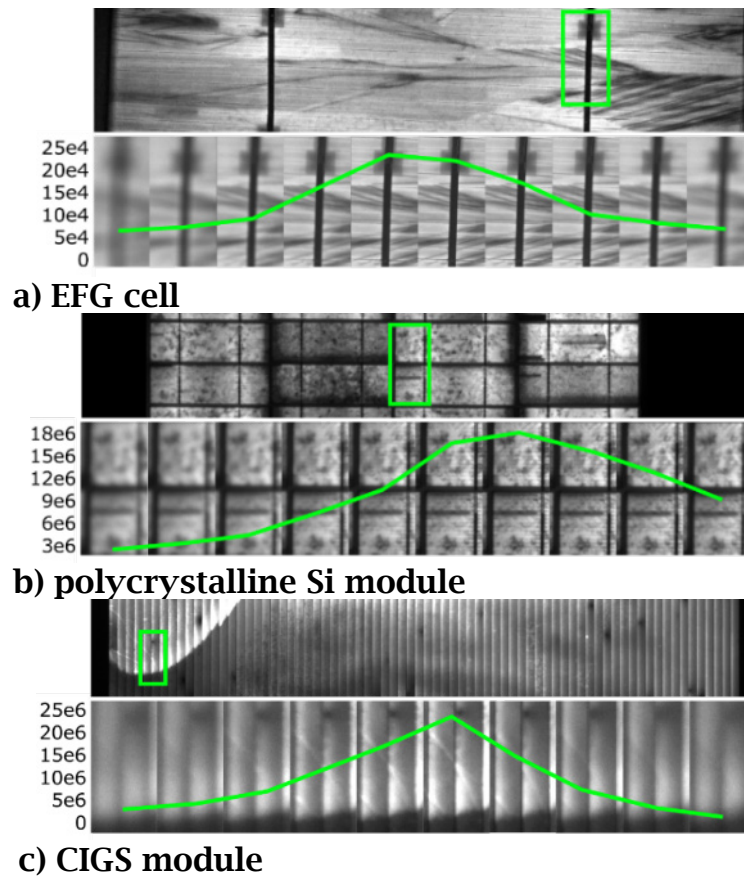 25e4
20e4
15e4
10e4
5e4
0
a) EFG cell
18e6
15e6
12e6
9e6
6e6
3e6
b) polycrystalline Si module
25e6
20e6
15e6
10e6
5e6
0
c) CIGS module